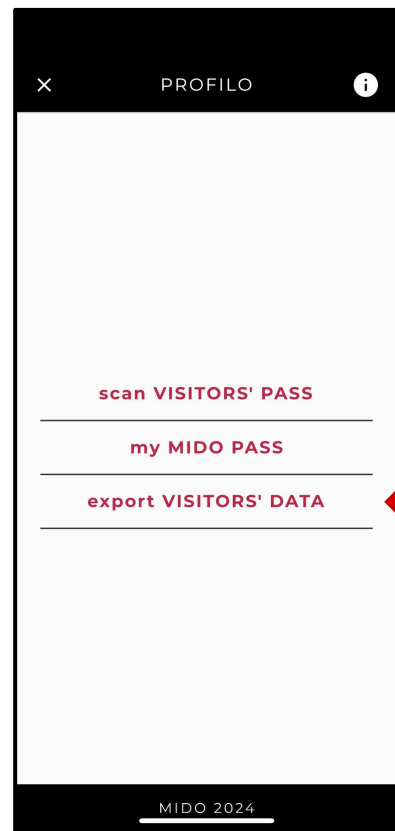 PROFILO
scan VISITORS' PASS
my MIDO PASS
export VISITORS' DATA
MIDO 2024